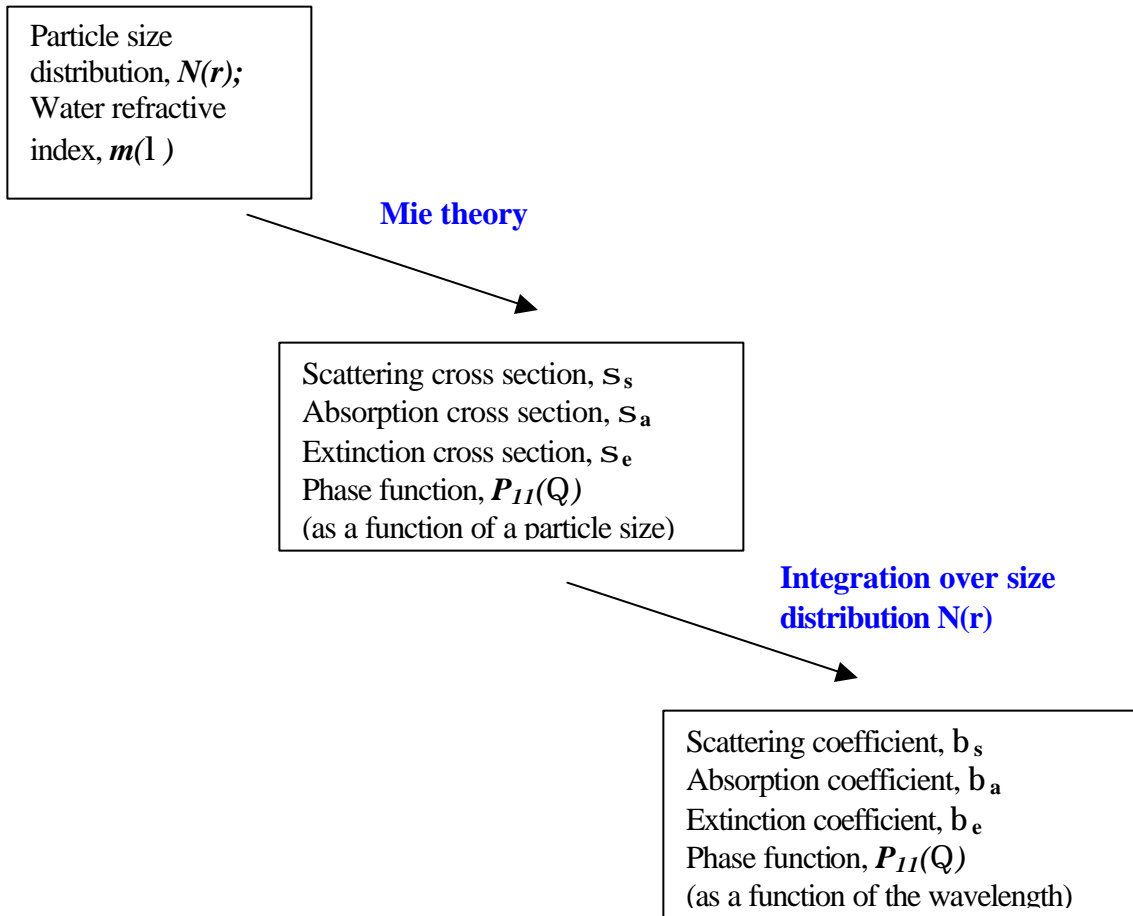 Particle size
distribution, N(r);
Water refractive
index, m(l )
Mie theory
Scattering cross section, s s
Absorption cross section, s a
Extinction cross section, s e
Phase function, P11(Q)
(as a function of a particle size)
Integration over size
distribution N(r)
Scattering coefficient, b s
Absorption coefficient, b a
Extinction coefficient, b e
Phase function, P11(Q)
(as a function of the wavelength)